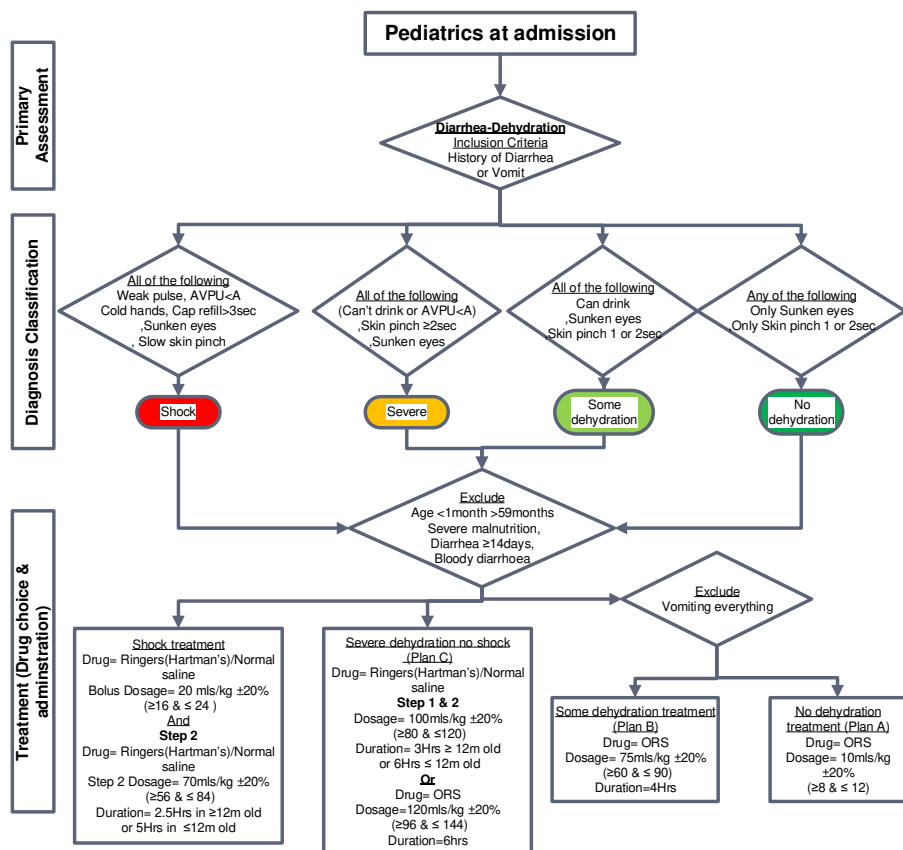 Pediatrics at admission
Primary
Assessment
Diarrhea-Dehydration
Inclusion Criteria
History of Diarrhea
or Vomit
Diagnosis Classification
All of the following
Weak pulse, AVPU<A
Cold hands, Cap refill>3sec
,Sunken eyes
, Slow skin pinch
All of the following
(Can't drink or AVPU<A)
,Skin pinch ≥2sec
,Sunken eyes
All of the following
Can drink
,Sunken eyes
,Skin pinch 1 or 2sec
Any of the following
Only Sunken eyes
,Only Skin pinch 1 or 2sec
Shock
Severe
Some
dehydration
No
dehydration
Exclude
Age <1month >59months
Severe malnutrition,
Diarrhea ≥14days,
Bloody diarrhoea
Treatment (Drug choice &
adminstration)
Exclude
Vomiting everything
Shock treatment
Drug= Ringers(Hartman's)/Normal
saline
Bolus Dosage= 20 mls/kg ±20%
(≥16 & ≤ 24 )
And
Step 2
Drug= Ringers(Hartman's)/Normal
saline
Step 2 Dosage= 70mls/kg ±20%
(≥56 & ≤ 84)
Duration= 2.5Hrs in ≥12m old
or 5Hrs in ≤12m old
Severe dehydration no shock
(Plan C)
Drug= Ringers(Hartman's)/Normal
saline
Step 1 & 2
Dosage= 100mls/kg ±20%
(≥80 & ≤120)
Duration= 3Hrs ≥ 12m old
or 6Hrs ≤ 12m old
Or
Drug= ORS
Dosage=120mls/kg ±20%
(≥96 & ≤ 144)
Duration=6hrs
Some dehydration treatment
(Plan B)
Drug= ORS
Dosage= 75mls/kg ±20%
(≥60 & ≤ 90)
Duration=4Hrs
No dehydration
treatment (Plan A)
Drug= ORS
Dosage= 10mls/kg
±20%
(≥8 & ≤ 12)